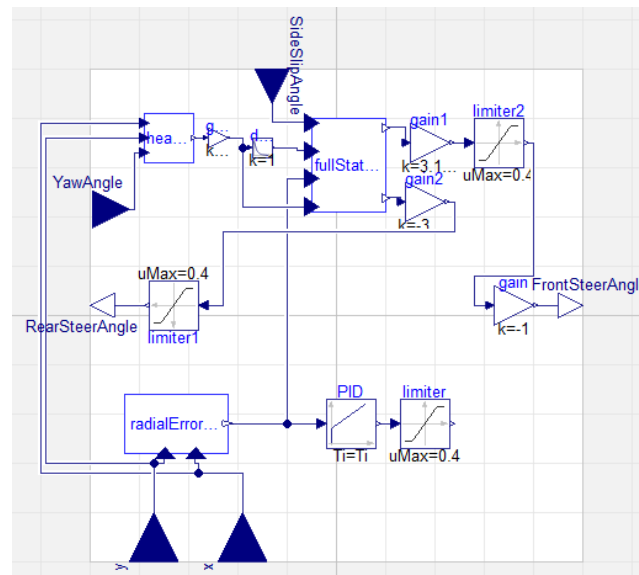 SideSlipAngle
gain1
limiter2
g...
d...
hea...
k...
k=1
fullStat...
k=3.1...
uMax=0.4
gain2
YawAngle
k=-3
uMax=0.4
gain
FrontSteerAngl
RearSteerAngle
limiter1
k=-1
PID
limiter
radialError...
Ti=Ti
uMax=0.4
y
x